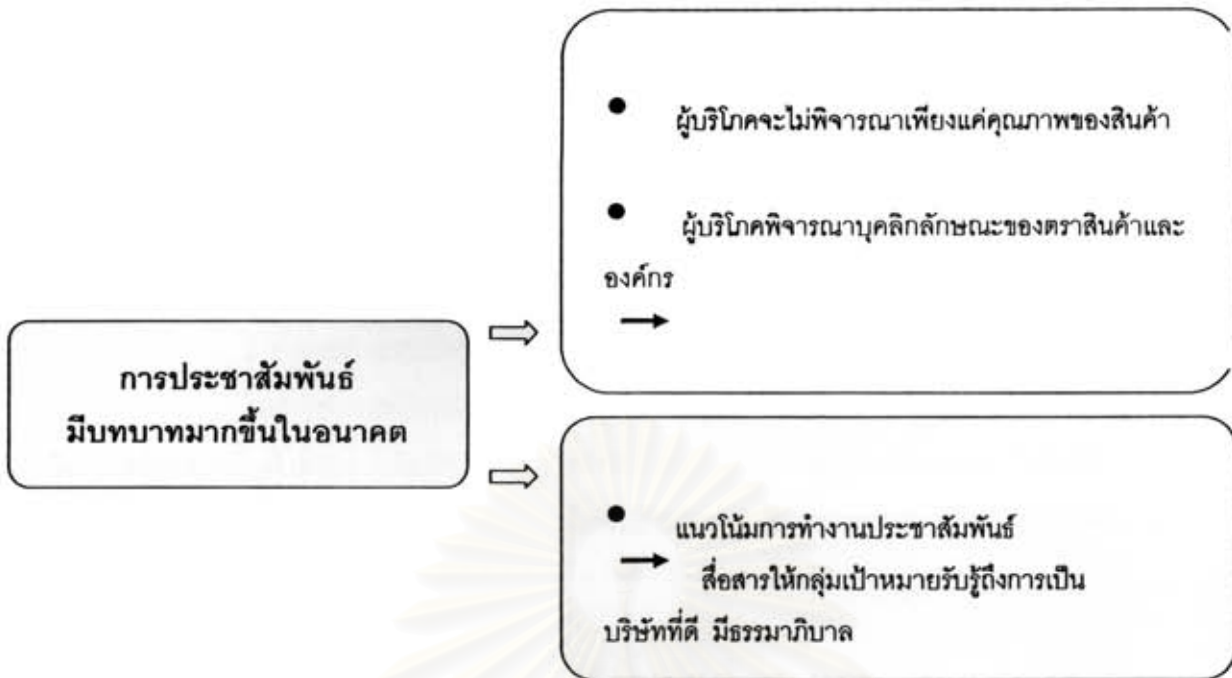 ผู้บริโภคจะไม่พิจารณาเพียงแค่คุณภาพของสินค้า
ผู้บริโภคพิจารณาบุคลิกลักษณะของตราสินค้าและ
องค์กร
การประชาสัมพันธ์
มีบทบาทมากขึ้นในอนาคต
แนวโน้มการทำงานประชาสัมพันธ์
สื่อสารให้กลุ่มเป้าหมายรับรู้ถึงการเป็น
บริษัทที่ดี มีธรรมาภิบาล